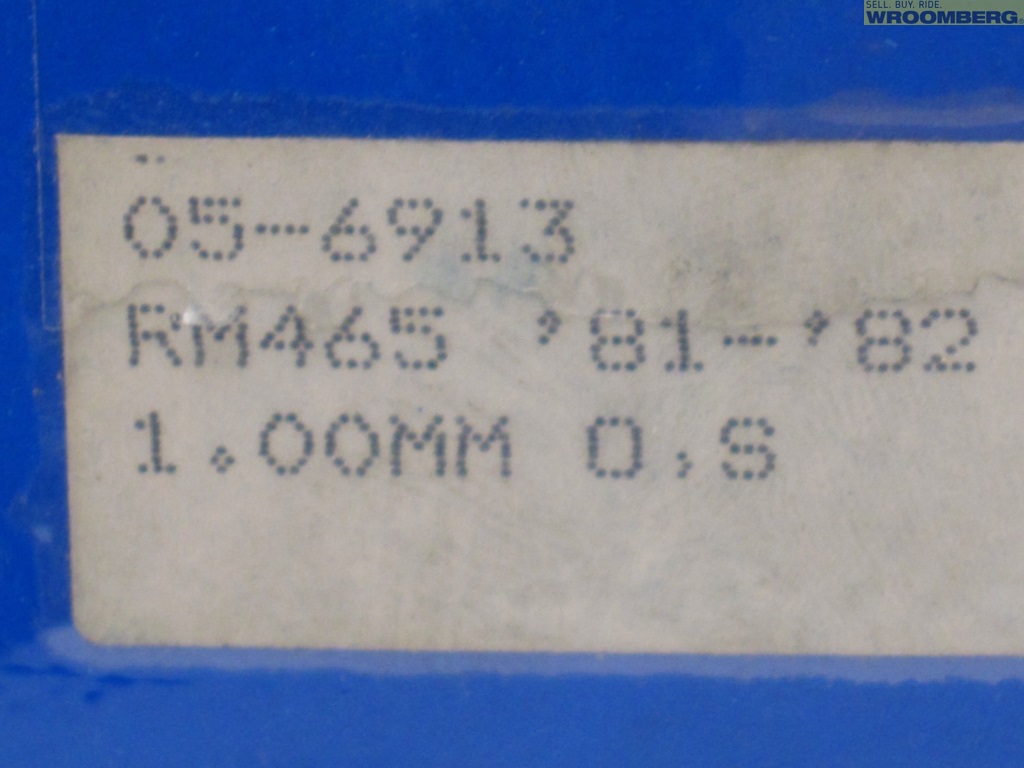 SELL. BUY. RIDE.
WROOMBERG
05-6913
RM465 '81-'82
1.00MM O.S